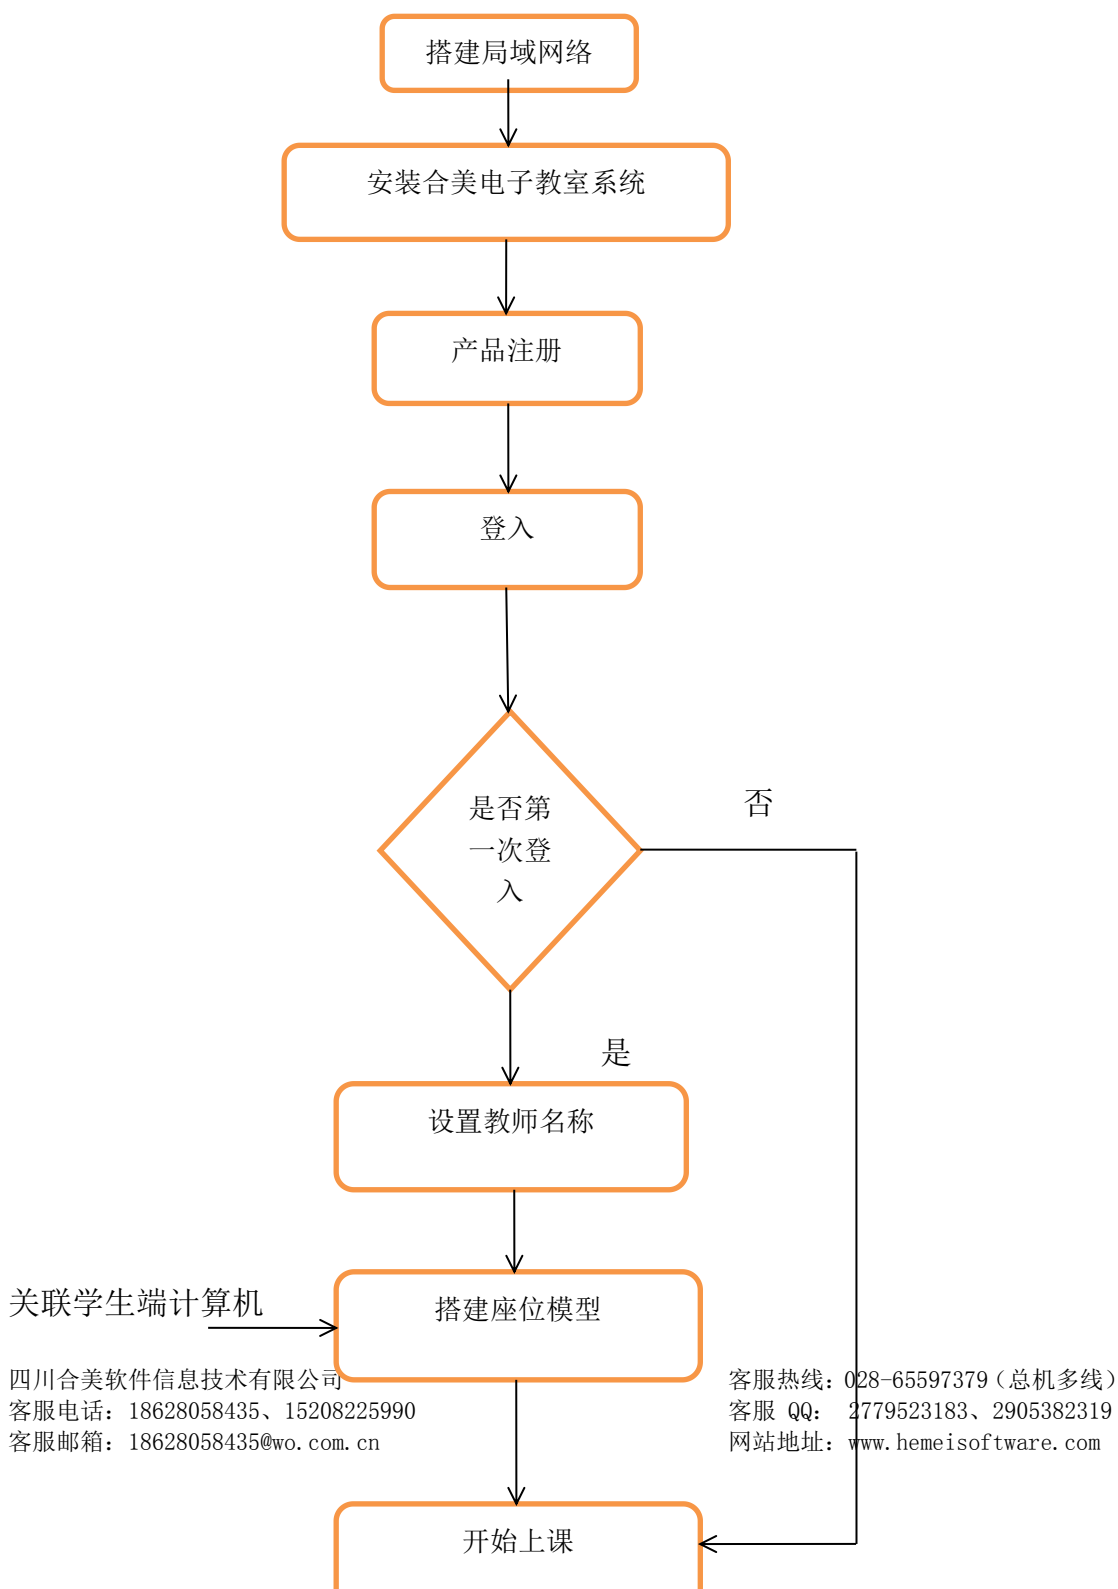 搭建局域网络
安装合美电子教室系统
产品注册
登入
是否第
一次登
入
否
是
设置教师名称
关联学生端计算机
搭建座位模型
四川合美软件信息技术有限公司
客服电话：18628058435、15208225990
客服邮箱：18628058435@wo.com.cn
客服热线：028-65597379（总机多线）
客服 QQ： 2779523183、2905382319
网站地址：www.hemeisoftware.com
开始上课